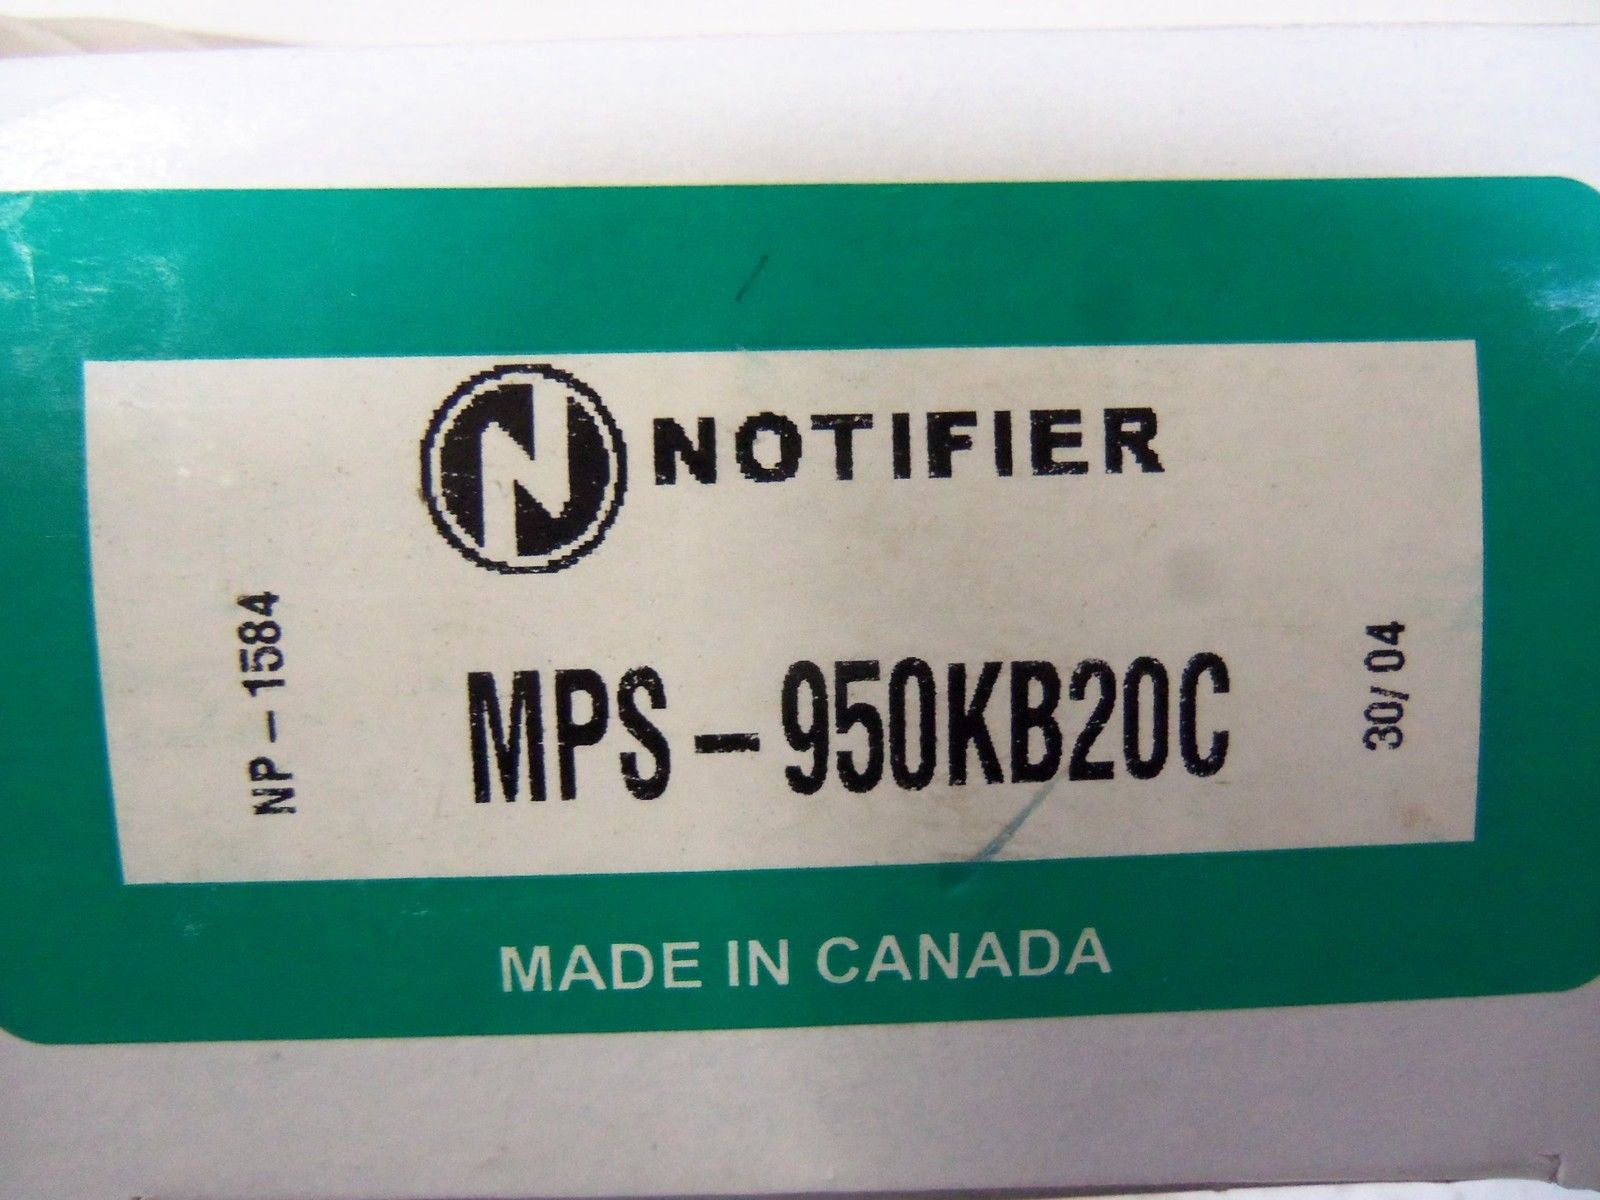 N NOTIFIER
NP-1584
MPS-950KB20C
30/04
MADE IN CANADA